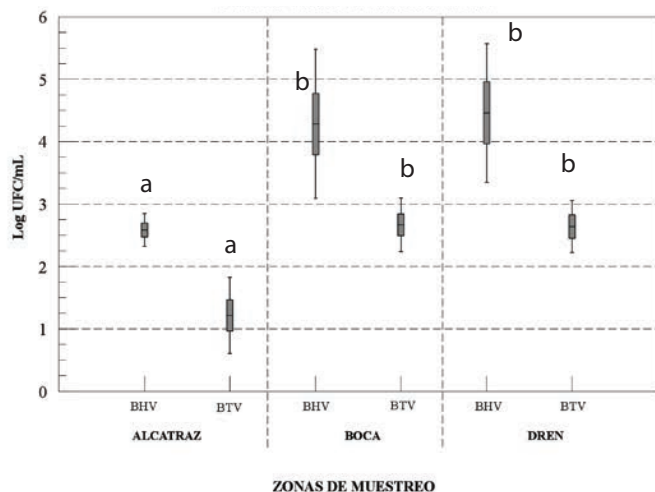 6
5
4
3
2
1
0
Log UFC/mL
a
a
b
b
b
b
BHV BTV BHV BTV BHV BTV
ALCATRAZ BOCA DREN
ZONAS DE MUESTREO